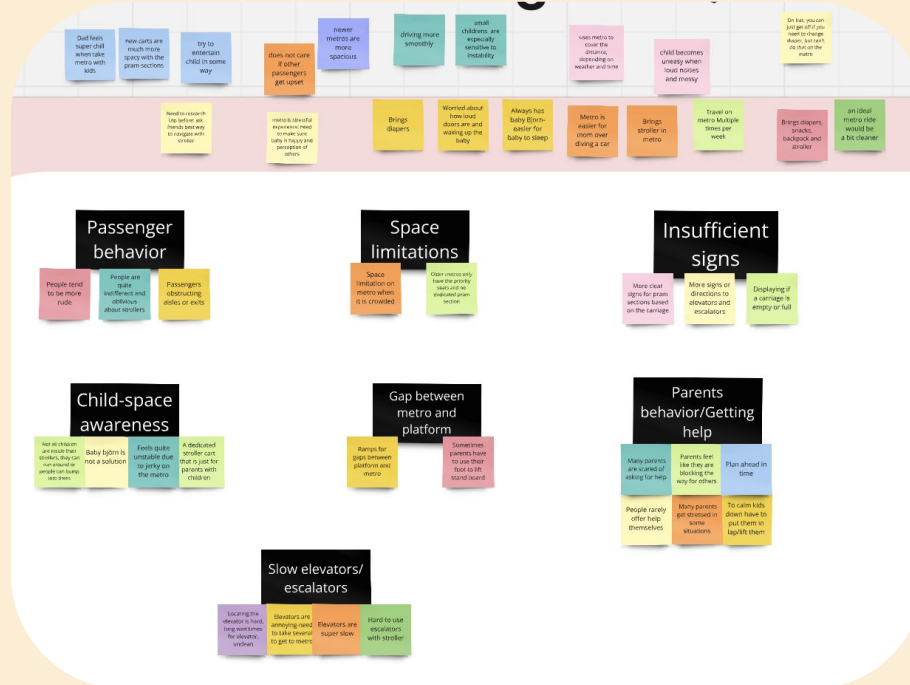 Dad feels
super chill
when take
metro with
kids
new carts are
much more
spacy with the
pram-sections
try to
entertain
child in some
way
does not care
if other
passengers
get upset
newer
metros are
more
spacious
driving more
smoothly
small
childrens are
especially
sensitive to
instability
uses metro to
cover the
distance,
depending on
weather and time
child becomes
uneasy when
loud noises
and messy
On bus, you can
just get off if you
need to change
diaper, but can't
do that on the
metro
Need to research
trip before: ask
friends best way
to navigate with
stroller
metro is stressful
experience; need
to make sure
baby is happy and
perception of
others
Brings
diapers
Worried about
how loud
doors are and
waking up the
baby
Always has
baby Bjorn-
easier for
baby to sleep
Metro is
easier for
mom over
diving a car
Brings
stroller in
metro
Travel on
metro Multiple
times per
week
Brings diapers,
snacks,
backpack and
stroller
an ideal
metro ride
would be
a bit cleaner
Passenger
behavior
People tend
to be more
rude
People are
quite
indifferent and
oblivious
about strollers
Passengers
obstructing
aisles or exits
Space
limitations
Space
limitation on
metro when
it is crowded
Older metros only
have the priority
seats and no
dedicated pram
section
Insufficient
signs
More clear
signs for pram
sections based
on the carriage
More signs or
directions to
elevators and
escalators
Displaying if
a carriage is
empty or full
Child-space
awareness
Not all children
are inside their
strollers, they can
run around or
people can bump
into them
Baby björn is
not a solution
Feels quite
unstable due
to jerky on
the metro
A dedicated
stroller cart
that is just for
parents with
children
Gap between
metro and
platform
Ramps for
gaps between
platform and
metro
Sometimes
parents have
to use their
foot to lift
stand board
Parents
behavior/Getting
help
Many parents
are scared of
asking for help
Parents feel
like they are
blocking the
way for others
Plan ahead in
time
People rarely
offer help
themselves
Many parents
get stressed in
some
situations
To calm kids
down have to
put them in
lap/lift them
Slow elevators/
escalators
Locating the
elevator is hard,
long wait times
for elevator,
unclean
Elevators are
annoying-need
to take several
to get to metro
Elevators are
super slow
Hard to use
escalators
with stroller